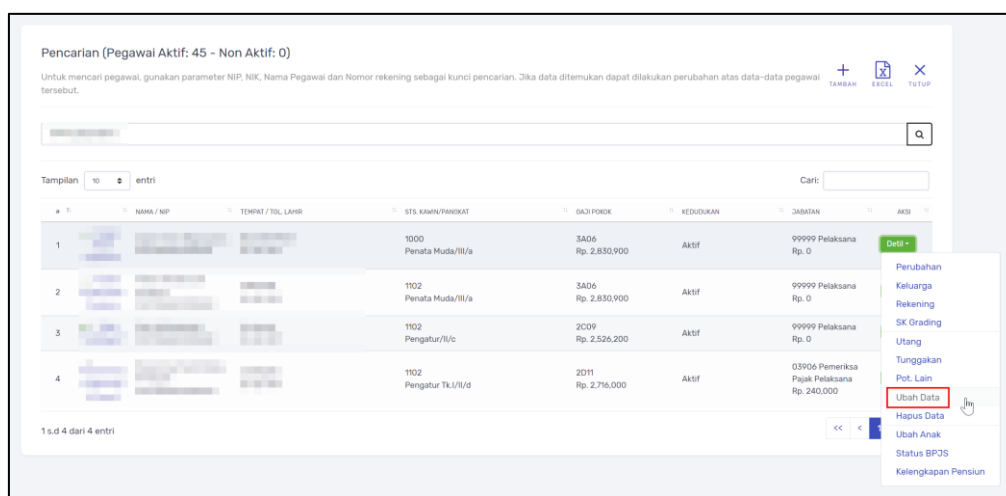 Pencarian (Pegawai Aktif: 45 - Non Aktif: 0)
Untuk mencari pegawai, gunakan parameter NIP, NIK, Nama Pegawai dan Nomor rekening sebagai kunci pencarian. Jika data ditemukan dapat dilakukan perubahan atas data-data pegawai
tersebut.
TAMBAH EXCEL TUTUP
Tampilan 10 entri Cari:
# NAMA / NIP TEMPAT / TGL. LAHIR STS. KAWIN/PANGKAT GAJI POKOK KEDUDUKAN JABATAN AKSI
1 1000 3A06 Aktif 99999 Pelaksana Detil
Penata Muda/III/a Rp. 2,830,900 Rp. 0
2 1102 3A06 Aktif 99999 Pelaksana
Penata Muda/III/a Rp. 2,830,900 Rp. 0
3 1102 2C09 Aktif 99999 Pelaksana
Pengatur/II/c Rp. 2,526,200 Rp. 0
4 1102 2D11 Aktif 03906 Pemeriksa
Pengatur Tk.I/II/d Rp. 2,716,000 Pajak Pelaksana
Rp. 240,000
1 s.d 4 dari 4 entri << <
Perubahan
Keluarga
Rekening
SK Grading
Utang
Tunggakan
Pot. Lain
Ubah Data
Hapus Data
Ubah Anak
Status BPJS
Kelengkapan Pensiun